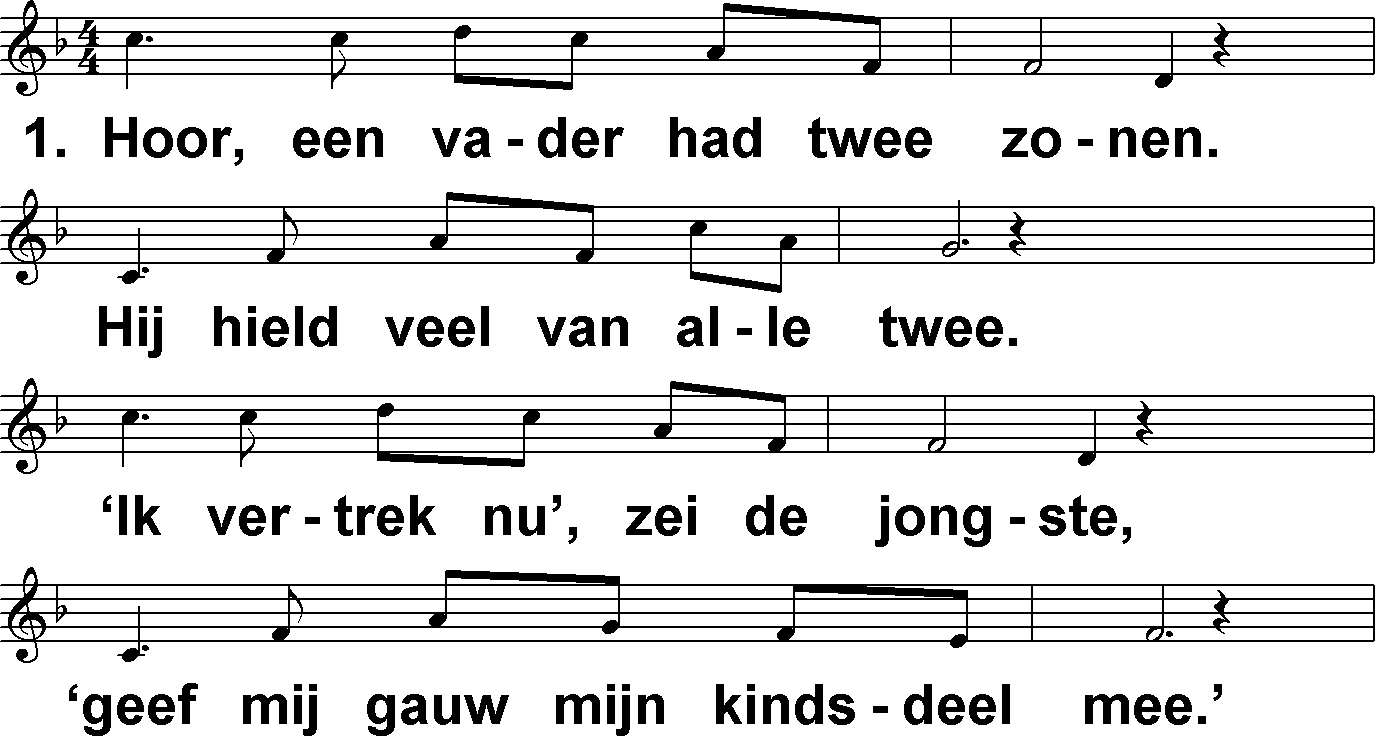 1. Hoor, een va - der had twee zo - nen.
Hij hield veel van al - le twee.
‘Ik ver - trek nu’, zei de jong - ste,
‘geef mij gauw mijn kinds - deel mee.’